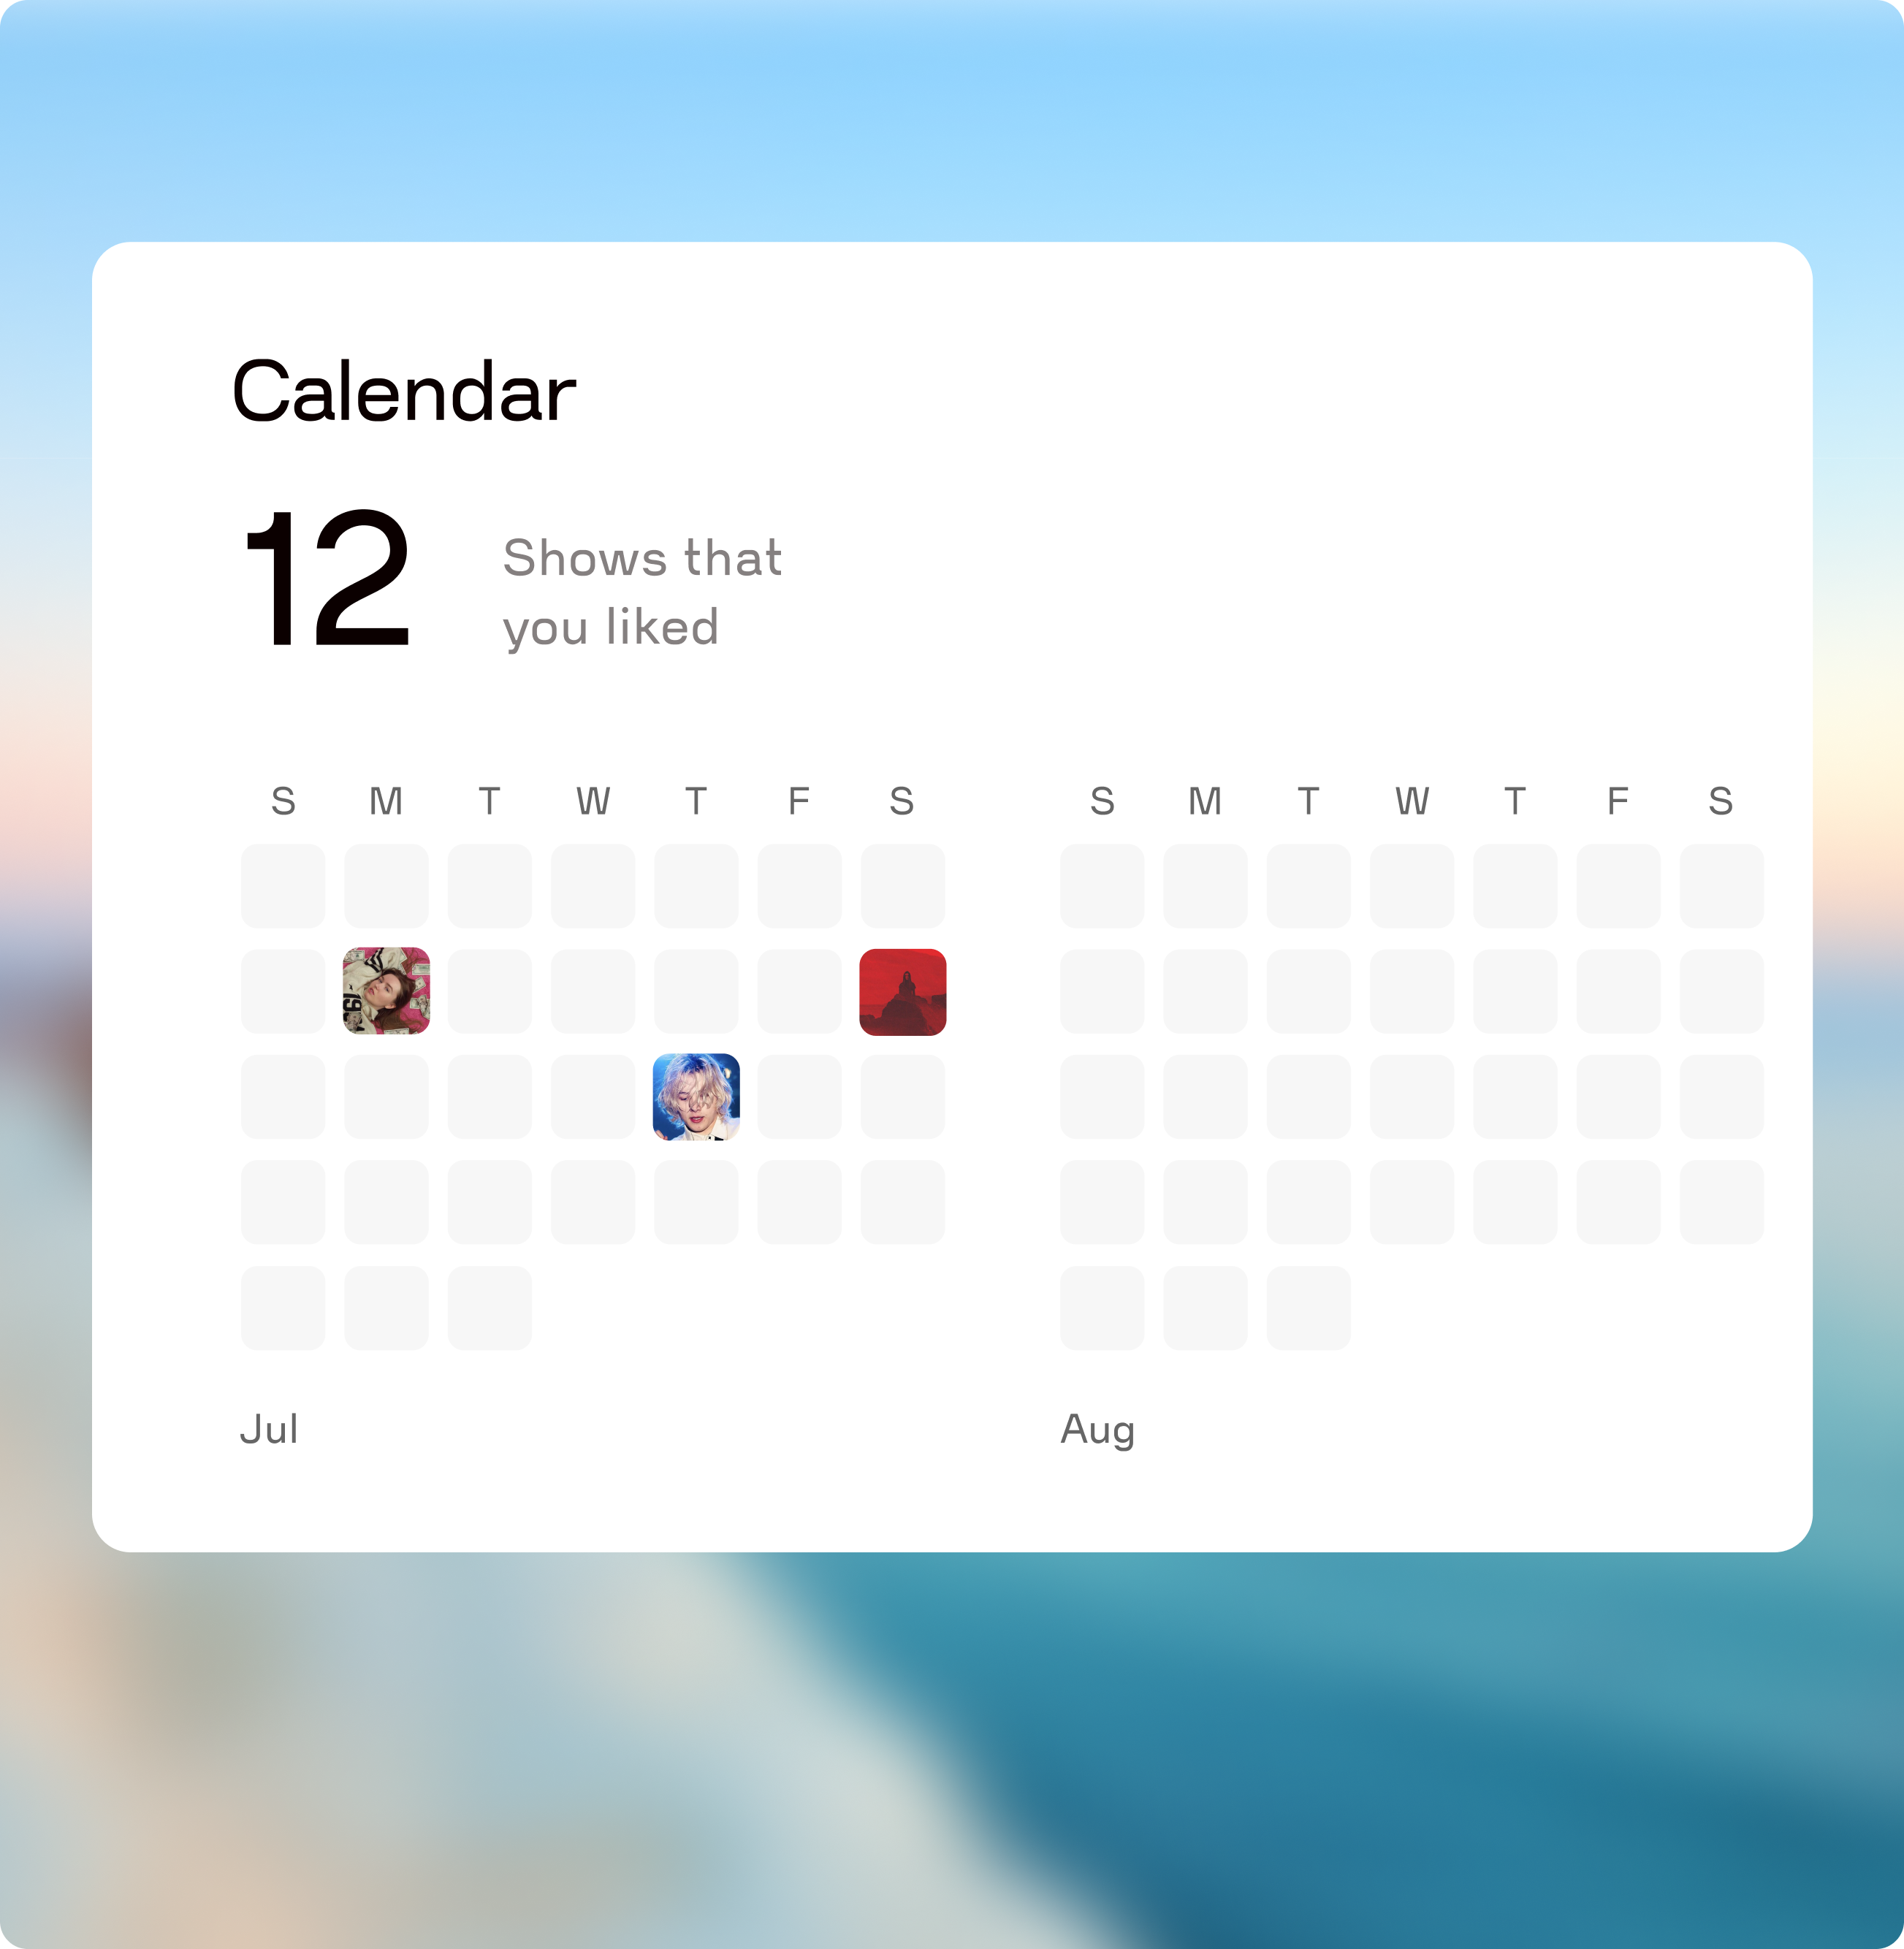 Calendar
12
Shows that
you liked
S M T W T F S
S M T W T F S
Jul
Aug